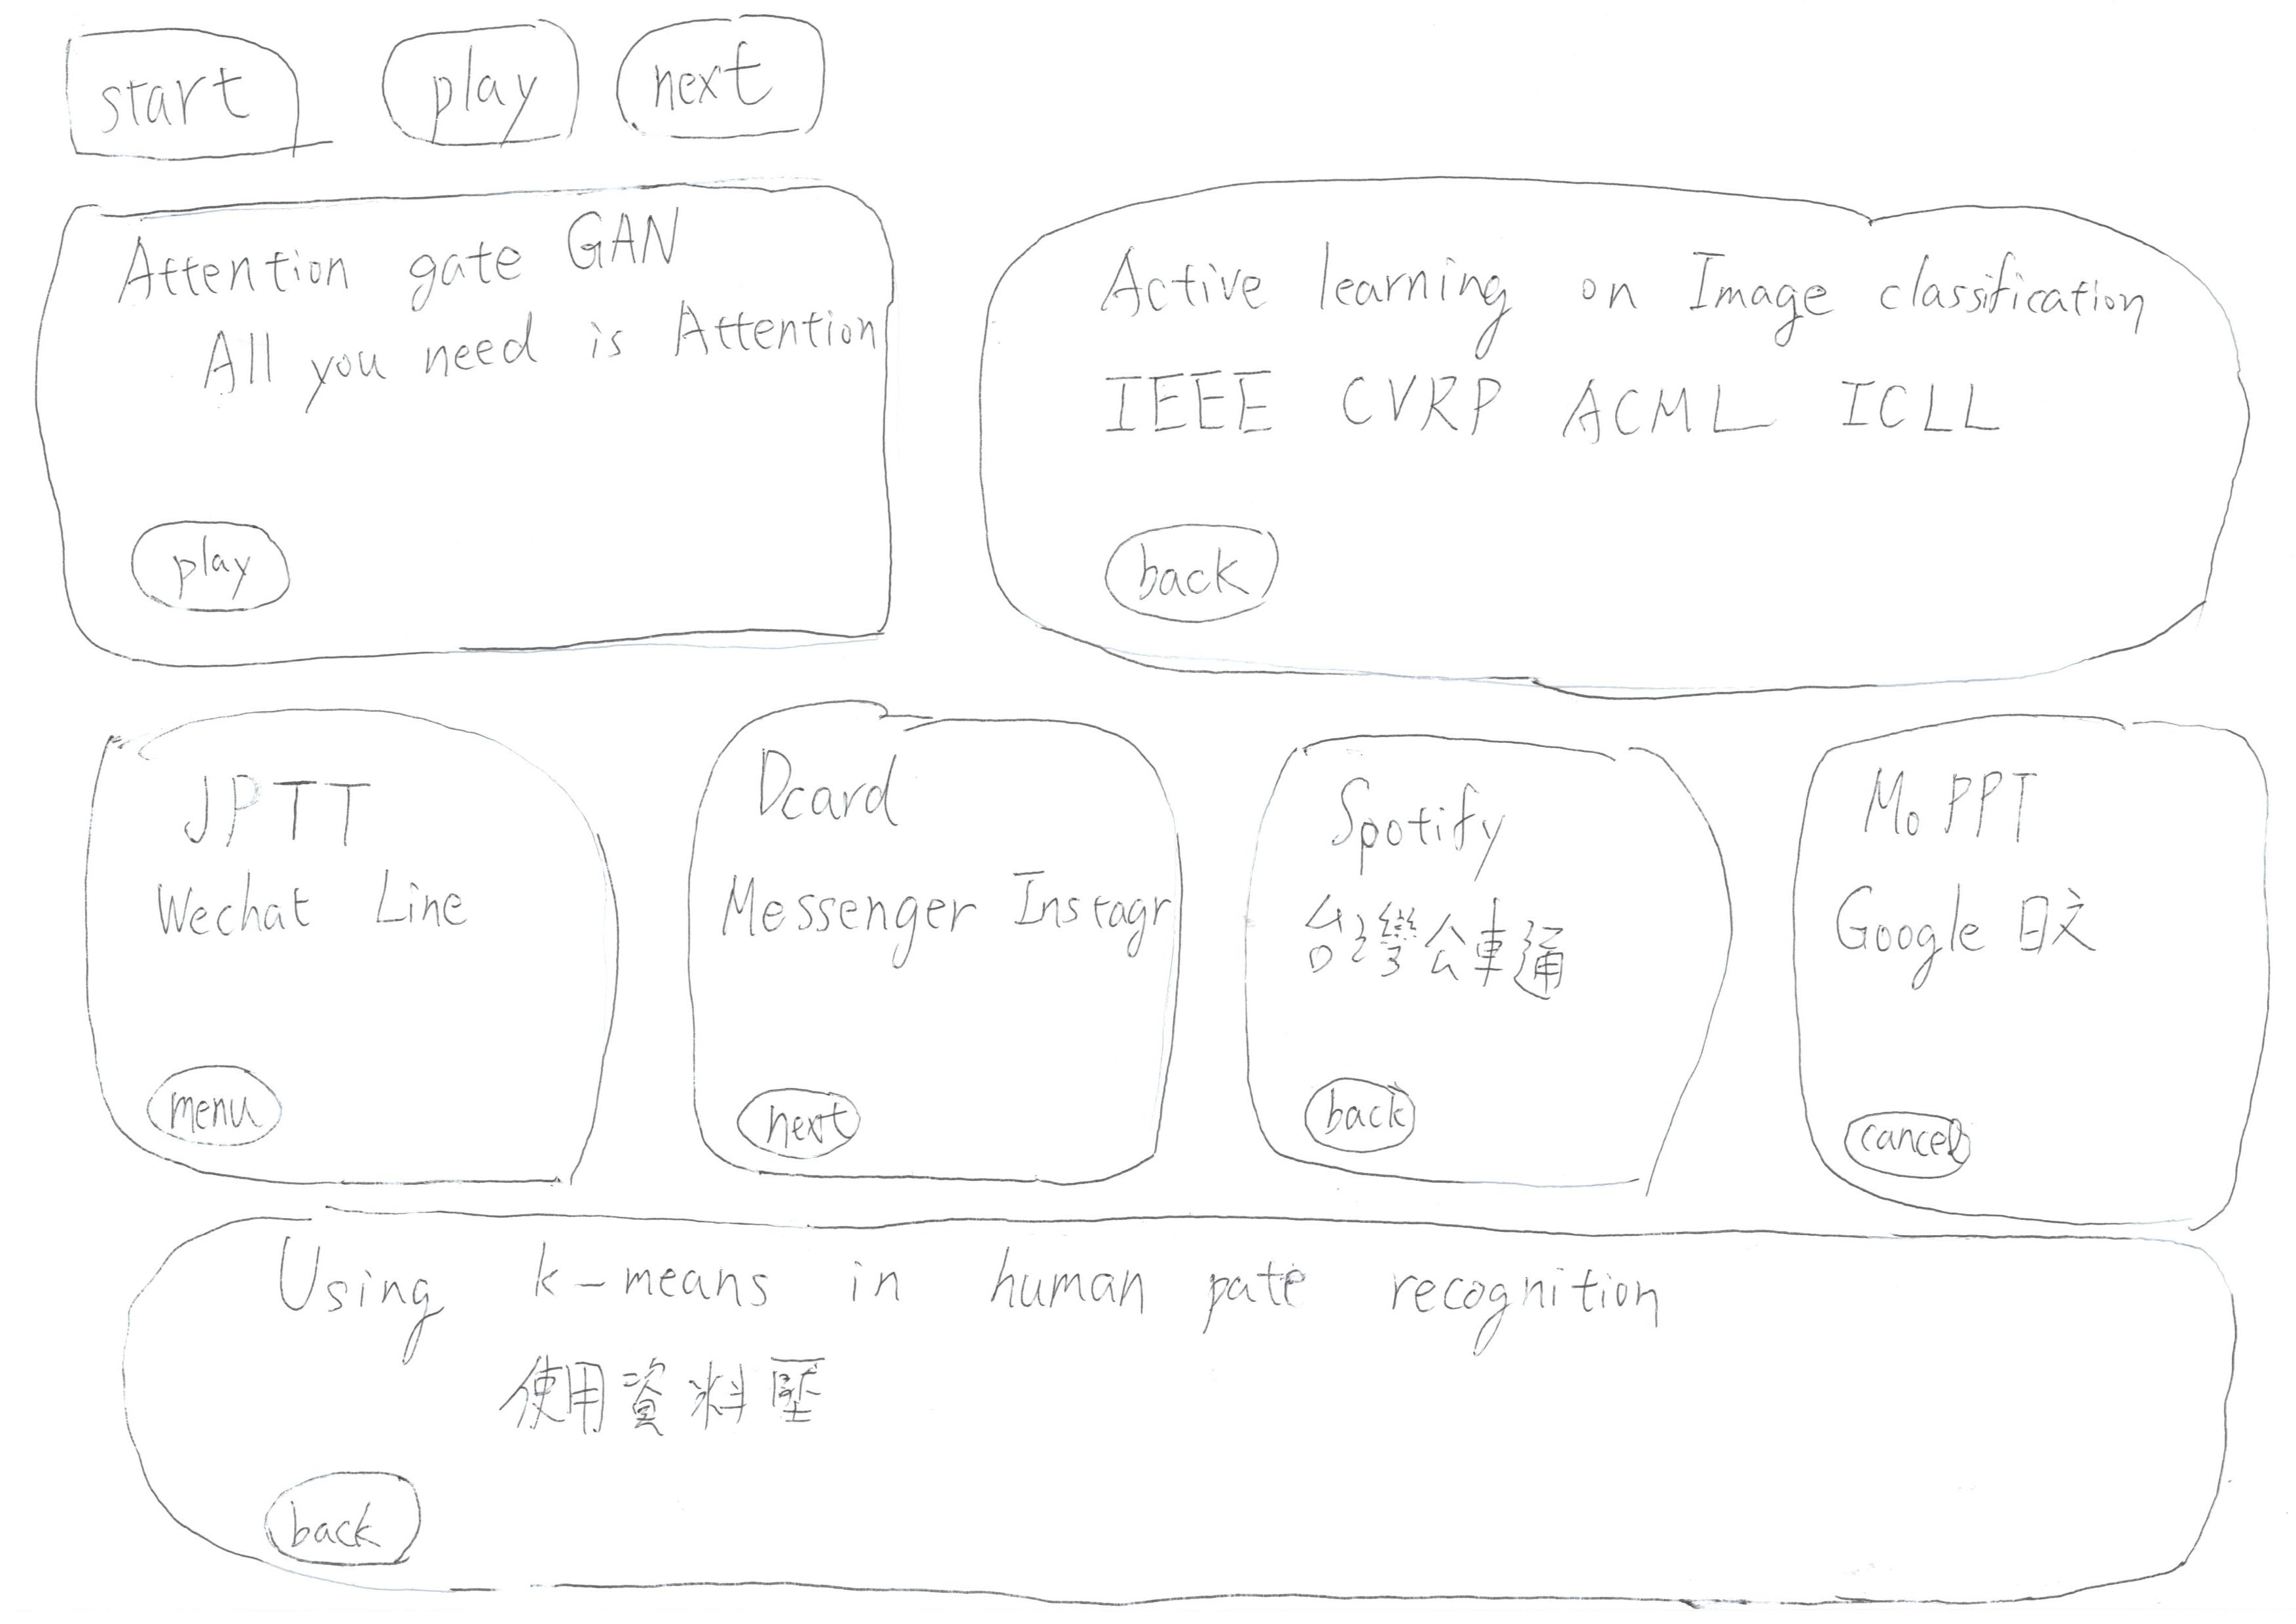 start play next
Attention gate GAN
All you need is Attention
play
Active learning on Image classification
IEEE CVRP ACML ICLL
back
JPTT
Wechat Line
menu
Dcard
Messenger Instagr
next
Spotify
台灣公車通
back
Mo PPT
Google 日文
cancel
Using k-means in human pate recognition
使用資料壓
back